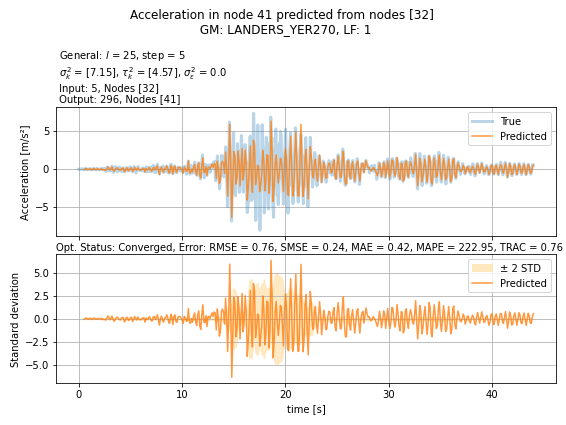 Acceleration in node 41 predicted from nodes [32]
GM: LANDERS_YER270, LF: 1
General: l = 25, step = 5
σ²ₖ = [7.15], τ²ₖ = [4.57], σ²ε = 0.0
Input: 5, Nodes [32]
Output: 296, Nodes [41]
Acceleration [m/s²]
5
0
−5
True
Predicted
Opt. Status: Converged, Error: RMSE = 0.76, SMSE = 0.24, MAE = 0.42, MAPE = 222.95, TRAC = 0.76
Standard deviation
5.0
2.5
0.0
−2.5
−5.0
± 2 STD
Predicted
0 10 20 30 40
time [s]